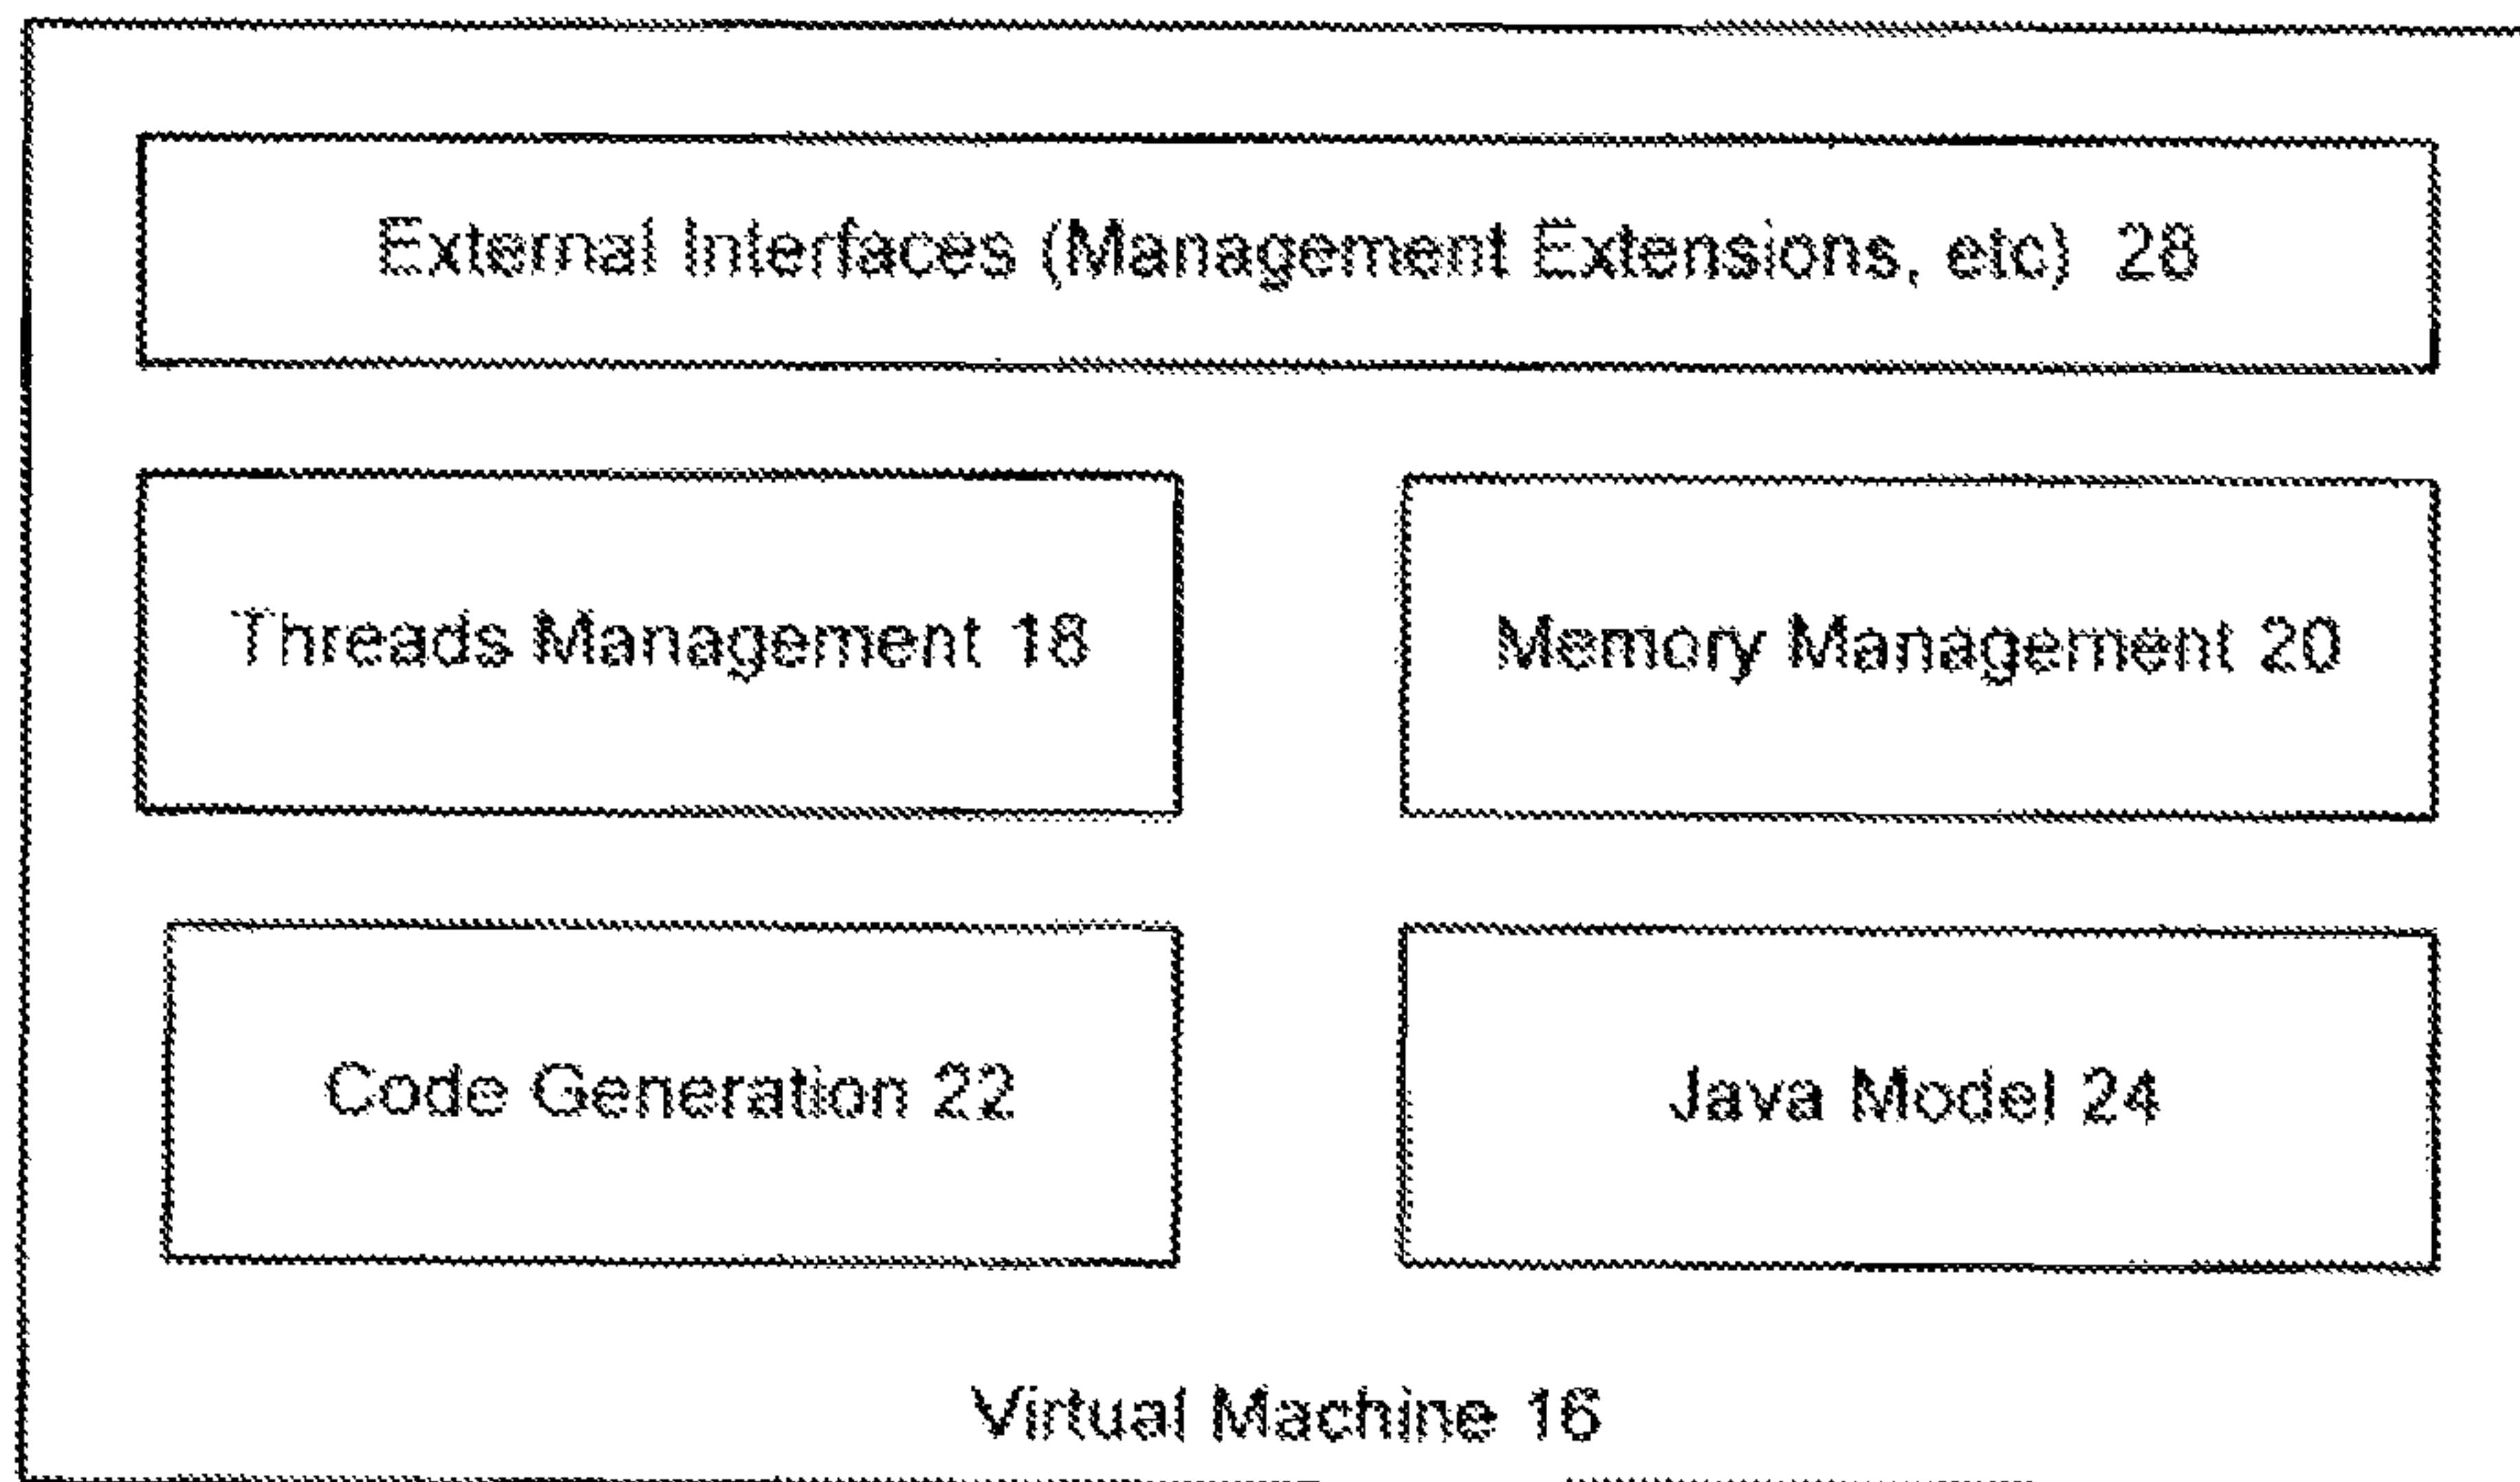 External Interfaces (Management Extensions, etc) 28
Threads Management 18
Memory Management 20
Code Generation 22
Java Model 24
Virtual Machine 16